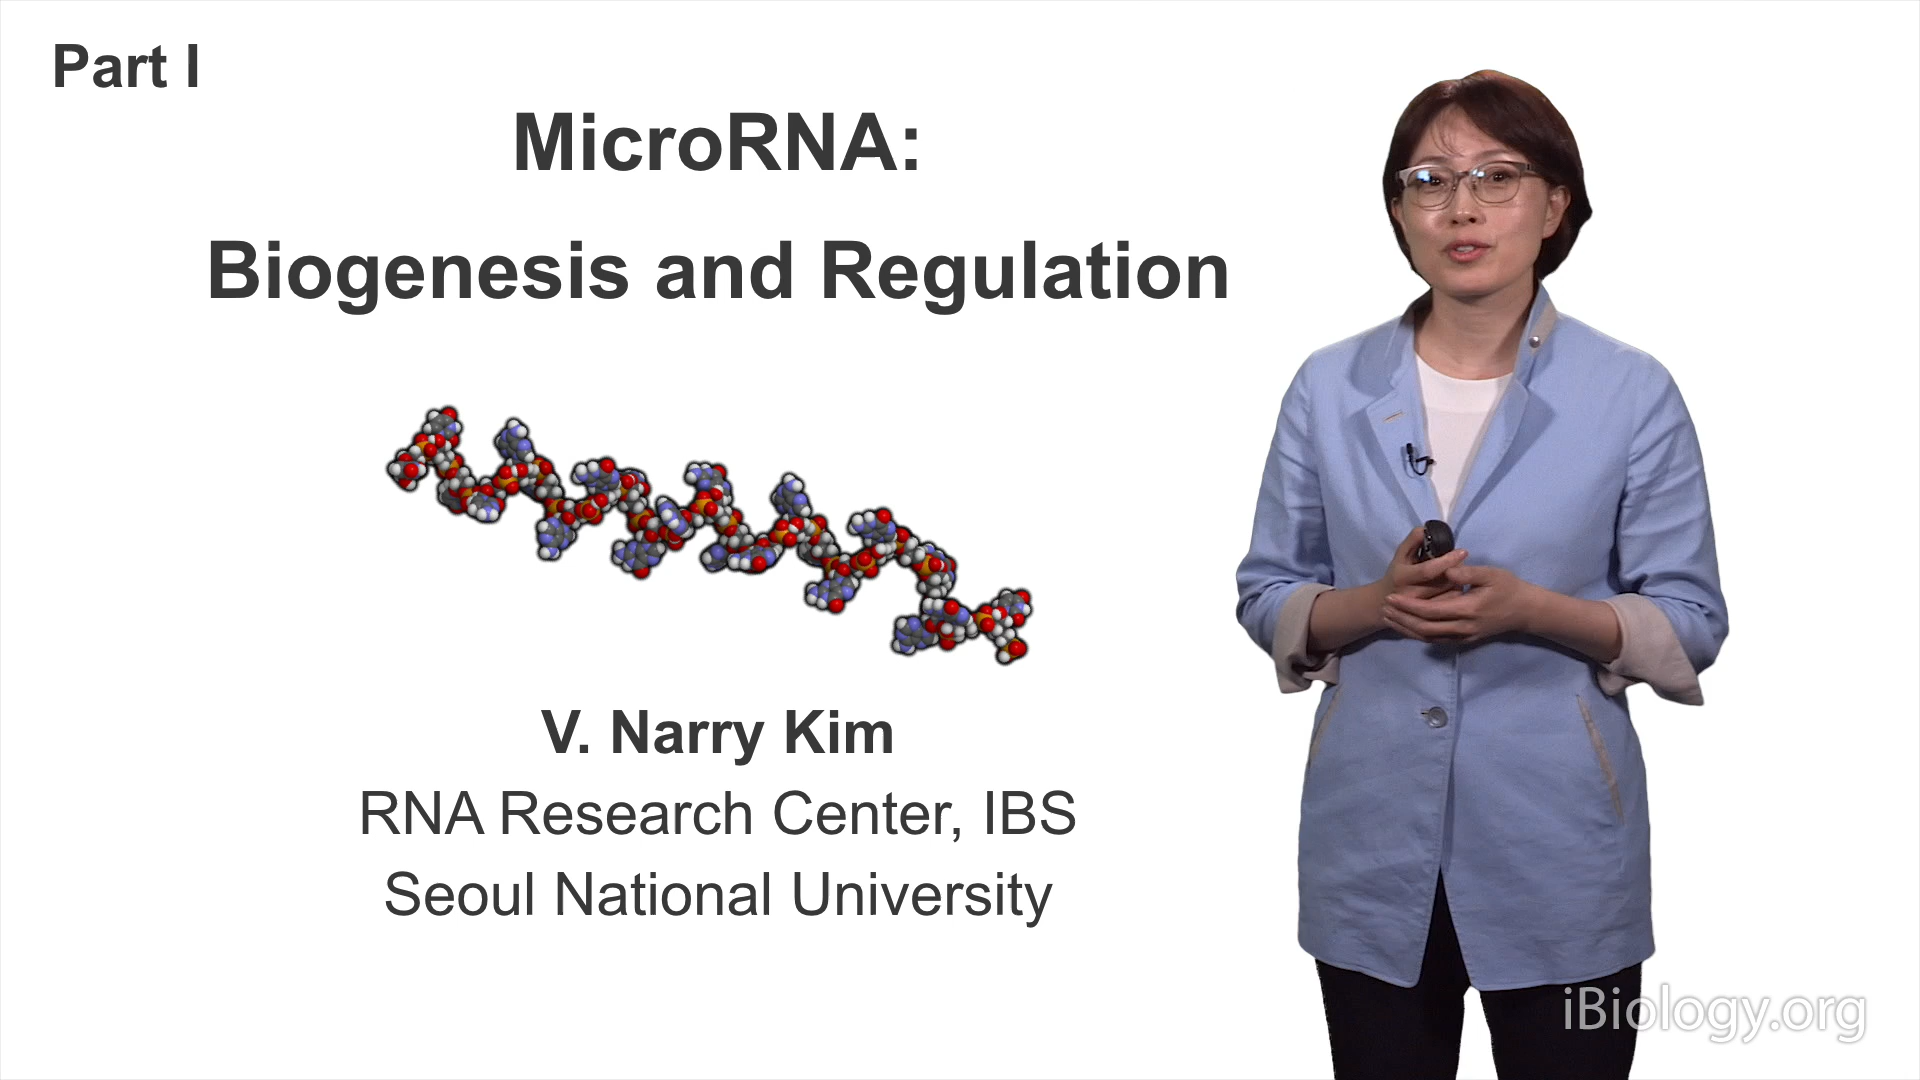 Part I
MicroRNA:
Biogenesis and Regulation
V. Narry Kim
RNA Research Center, IBS
Seoul National University
iBiology.org